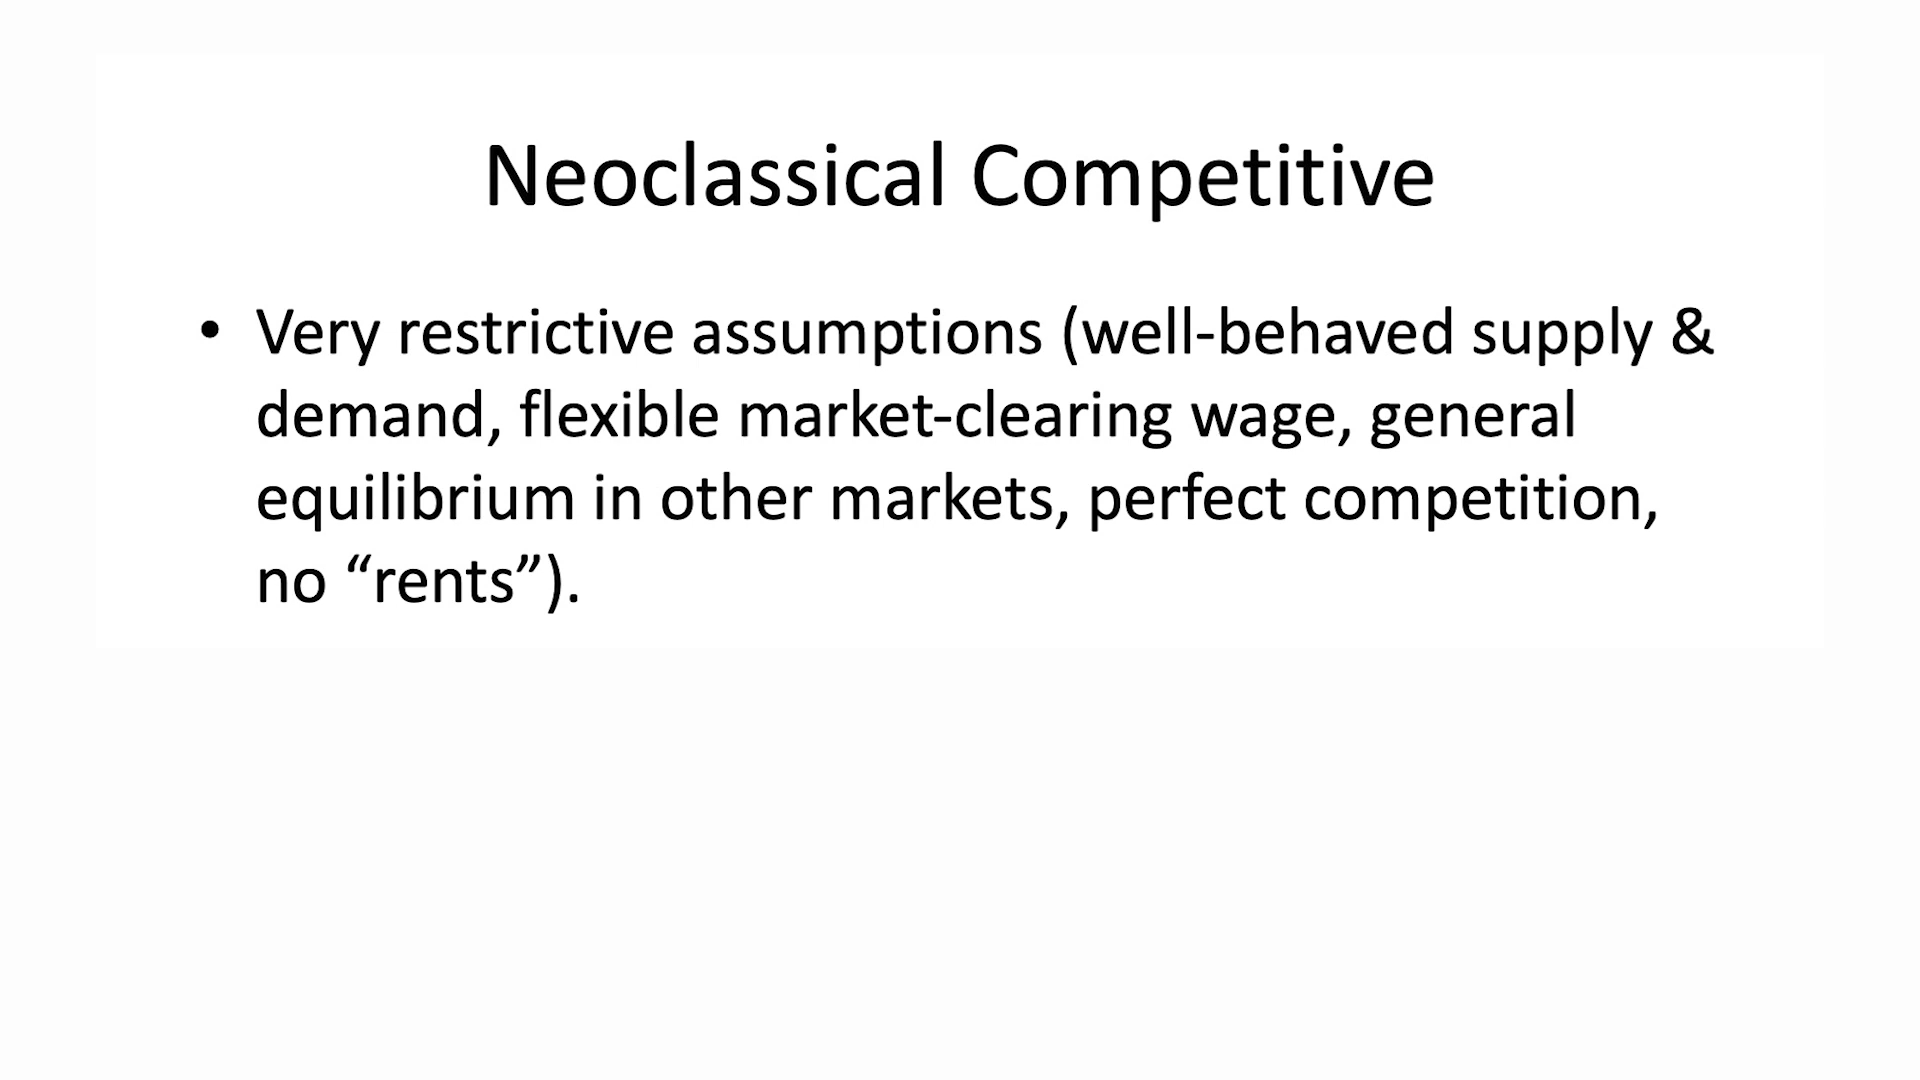 Neoclassical Competitive
• Very restrictive assumptions (well-behaved supply &
demand, flexible market-clearing wage, general
equilibrium in other markets, perfect competition,
no “rents”).